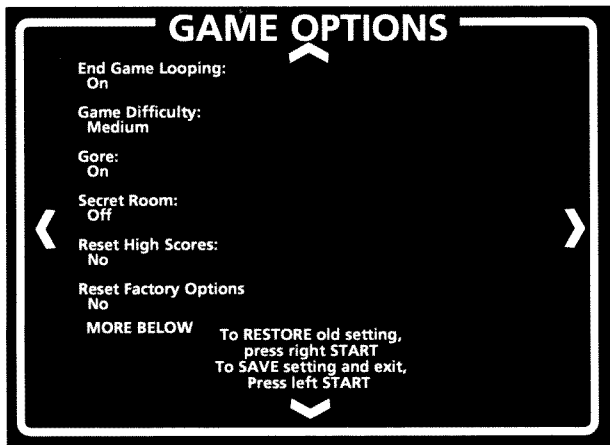 GAME OPTIONS
End Game Looping:
On
Game Difficulty:
Medium
Gore:
On
Secret Room:
Off
Reset High Scores:
No
Reset Factory Options
No
MORE BELOW
To RESTORE old setting,
press right START
To SAVE setting and exit,
Press left START